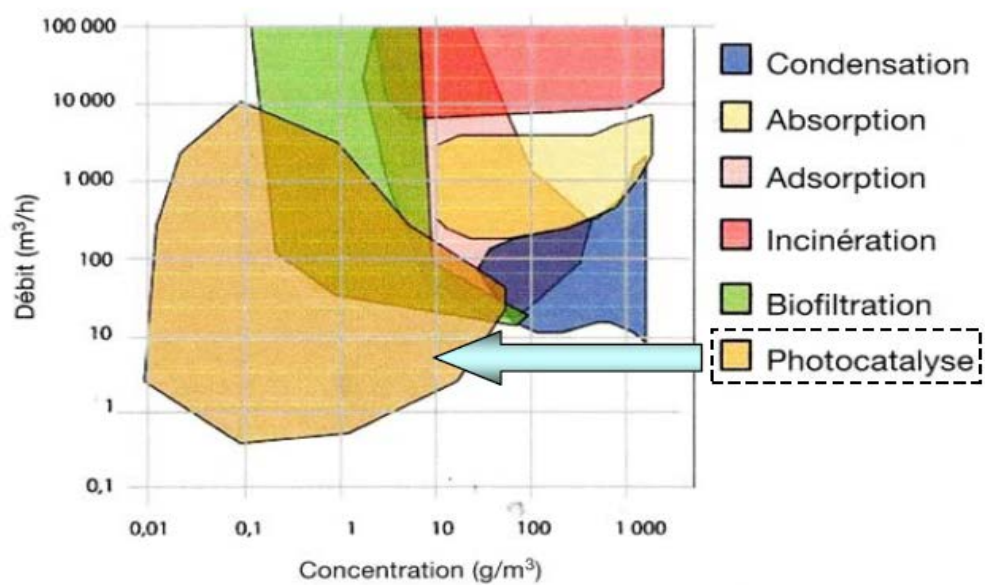 100 000
10 000
1 000
100
10
1
0,1
Débit (m³/h)
0,01 0,1 1 10 100 1 000
Concentration (g/m³)
Condensation
Absorption
Adsorption
Incinération
Biofiltration
Photocatalyse